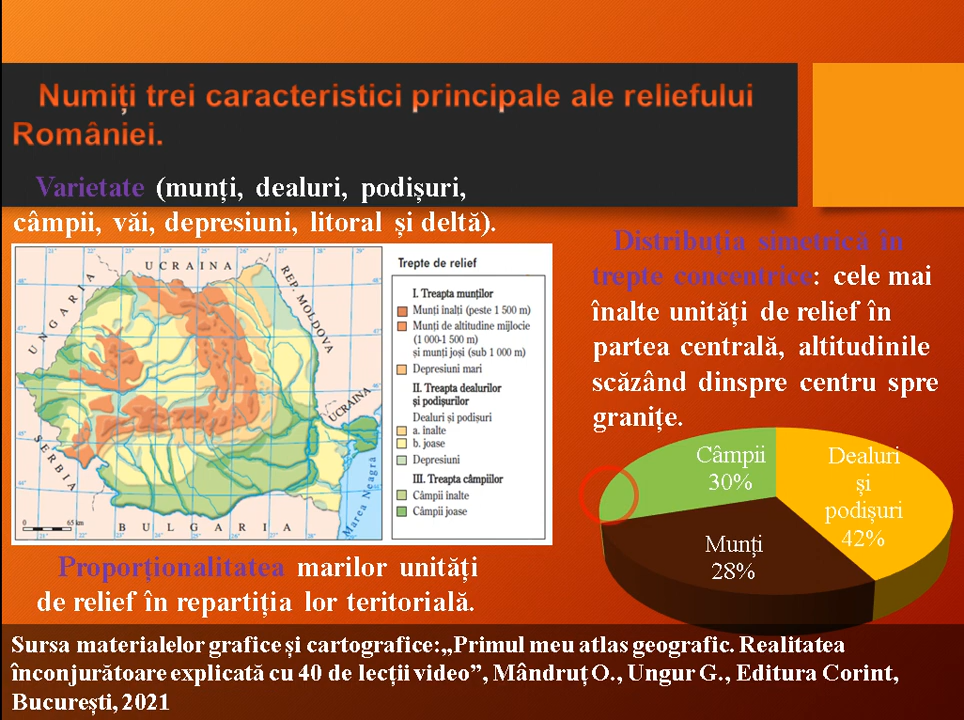 Numiți trei caracteristici principale ale reliefului
României.
Varietate (munți, dealuri, podișuri,
câmpii, văi, depresiuni, litoral și deltă).
UCRAINA
REP. MOLDOVA
UNGARIA
SERBIA
BULGARIA
UCRAINA
Marea Neagră
0 65 km
Trepte de relief
I. Treapta munților
Munți înalți (peste 1 500 m)
Munți de altitudine mijlocie
(1 000-1 500 m)
și munți joși (sub 1 000 m)
Depresiuni mari
II. Treapta dealurilor
și podișurilor
Dealuri și podișuri
a. înalte
b. joase
Depresiuni
III. Treapta câmpiilor
Câmpii înalte
Câmpii joase
Distribuția simetrică în
trepte concentrice: cele mai
înalte unități de relief în
partea centrală, altitudinile
scăzând dinspre centru spre
granițe.
Câmpii
30%
Dealuri
și
podișuri
42%
Munți
28%
Proporționalitatea marilor unități
de relief în repartiția lor teritorială.
Sursa materialelor grafice și cartografice:„Primul meu atlas geografic. Realitatea
înconjurătoare explicată cu 40 de lecții video”, Mândruț O., Ungur G., Editura Corint,
București, 2021